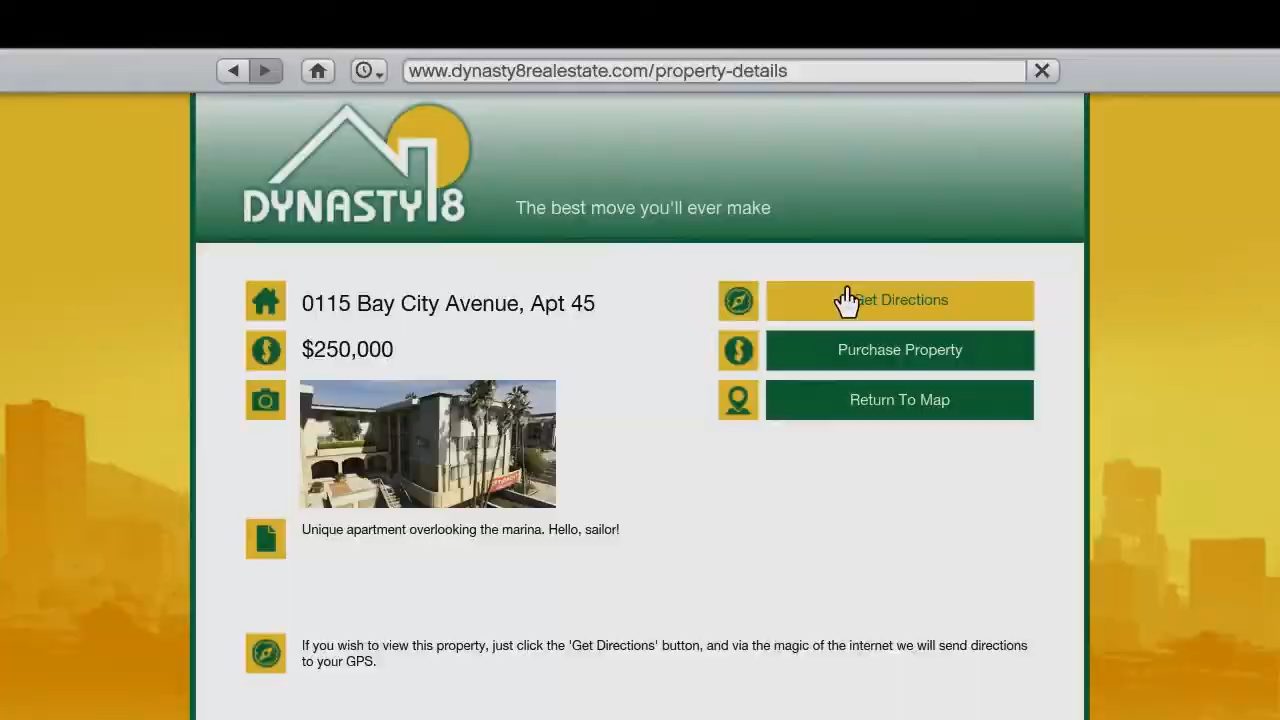 www.dynasty8realestate.com/property-details
DYNASTY 8
The best move you'll ever make
0115 Bay City Avenue, Apt 45
$250,000
Get Directions
Purchase Property
Return To Map
Unique apartment overlooking the marina. Hello, sailor!
If you wish to view this property, just click the 'Get Directions' button, and via the magic of the internet we will send directions
to your GPS.